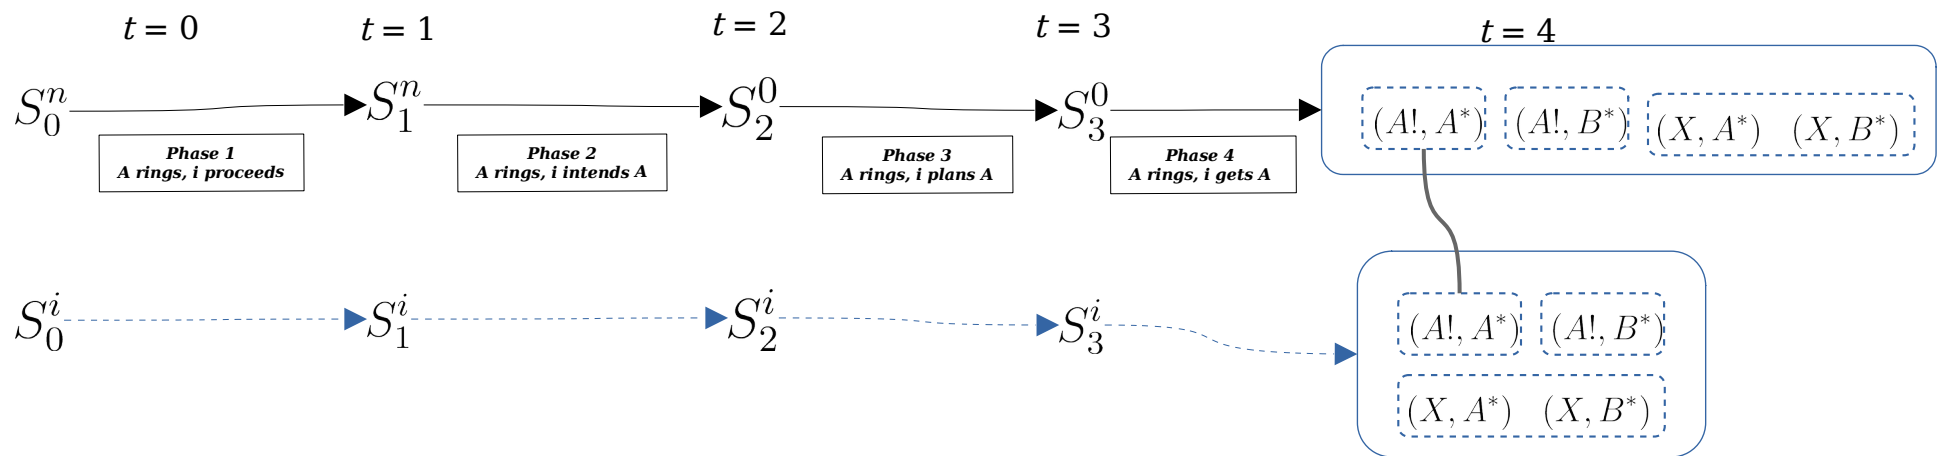 t = 0 t = 1 t = 2 t = 3 t = 4
S_0^n S_1^n S_2^0 S_3^0 (A!, A*) (A!, B*) (X, A*) (X, B*)
Phase 1
A rings, i proceeds
Phase 2
A rings, i intends A
Phase 3
A rings, i plans A
Phase 4
A rings, i gets A
S_0^i S_1^i S_2^i S_3^i (A!, A*) (A!, B*)
(X, A*) (X, B*)